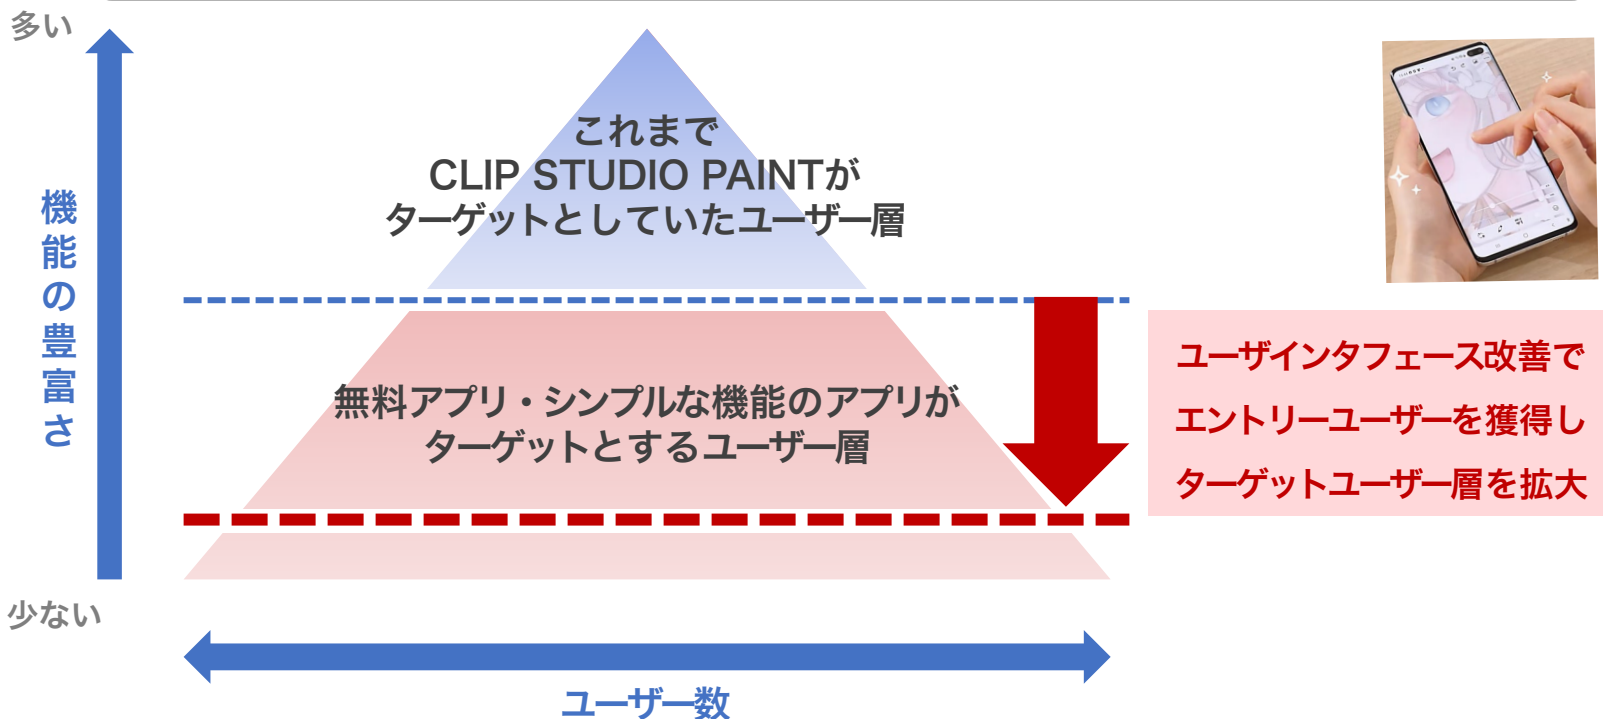 多い
機能の豊富さ
少ない
これまで
CLIP STUDIO PAINTが
ターゲットとしていたユーザー層
無料アプリ・シンプルな機能のアプリが
ターゲットとするユーザー層
ユーザインタフェース改善で
エントリーユーザーを獲得し
ターゲットユーザー層を拡大
ユーザー数